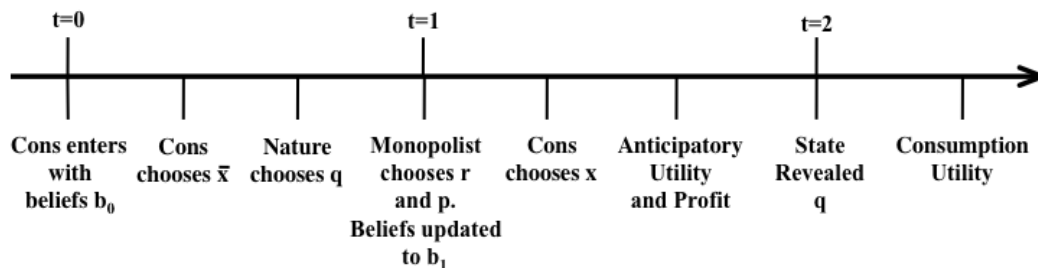 t=0
t=1
t=2
Cons enters
with
beliefs b₀
Cons
chooses x̄
Nature
chooses q
Monopolist
chooses r
and p.
Beliefs updated
to b₁
Cons
chooses x
Anticipatory
Utility
and Profit
State
Revealed
q
Consumption
Utility